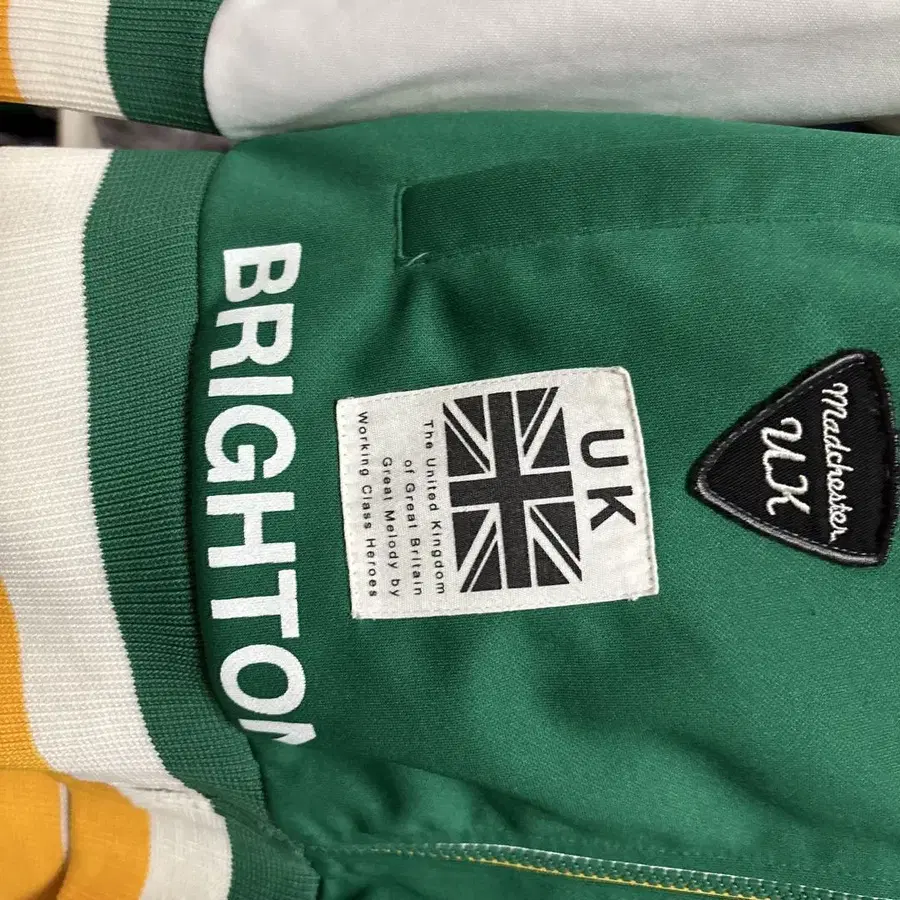 Madchester.
UK
UK
The United Kingdom
of Great Britain
Great Melody by
Working Class Heroes
BRIGHTON